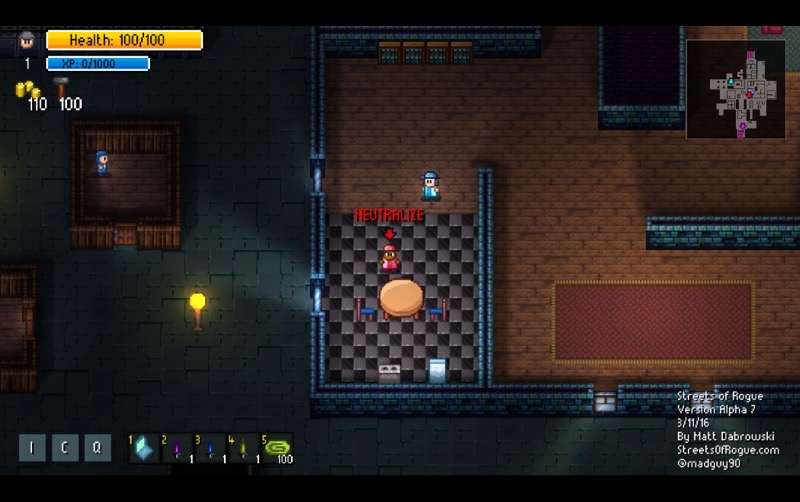 Health: 100/100
1
XP: 0/1000
110 100
NEUTRALIZE
Streets of Rogue
Version Alpha 7
3/11/16
By Matt Dabrowski
StreetsOfRogue.com
@madguy90
I C Q 1 2 3 4 5
1 1 1 100